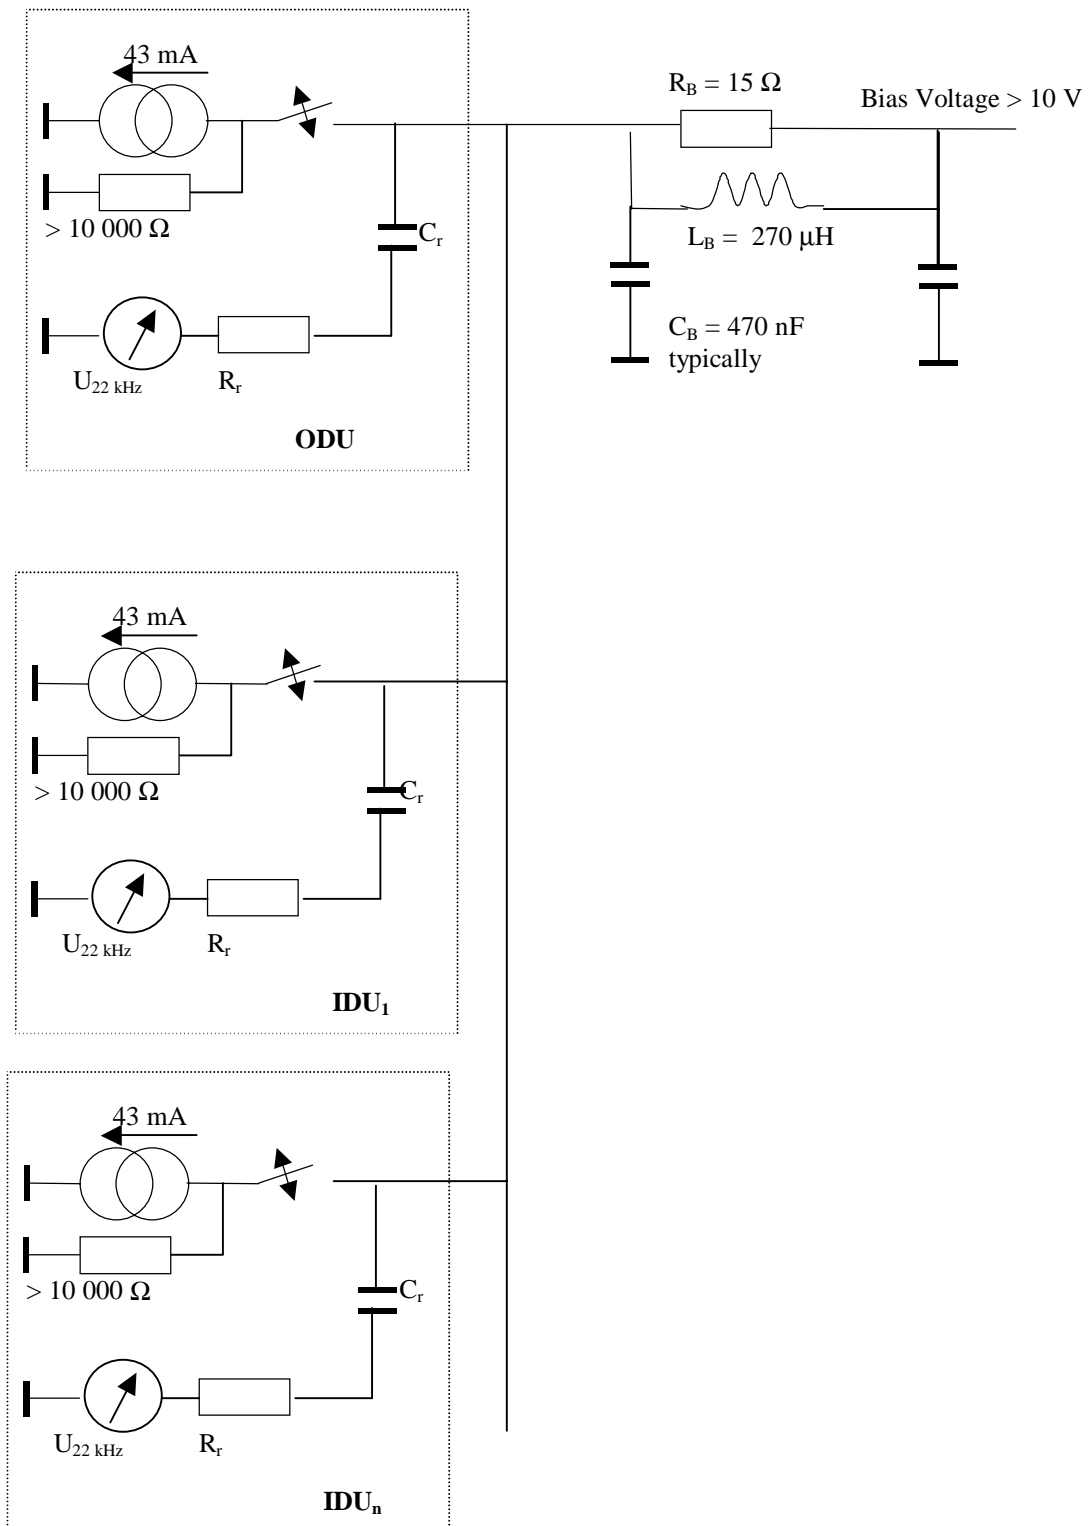 43 mA
R_B = 15 Ω
Bias Voltage > 10 V
> 10 000 Ω
C_r
L_B = 270 µH
C_B = 470 nF
typically
U_22 kHz
R_r
ODU
43 mA
> 10 000 Ω
C_r
U_22 kHz
R_r
IDU_1
43 mA
> 10 000 Ω
C_r
U_22 kHz
R_r
IDU_n